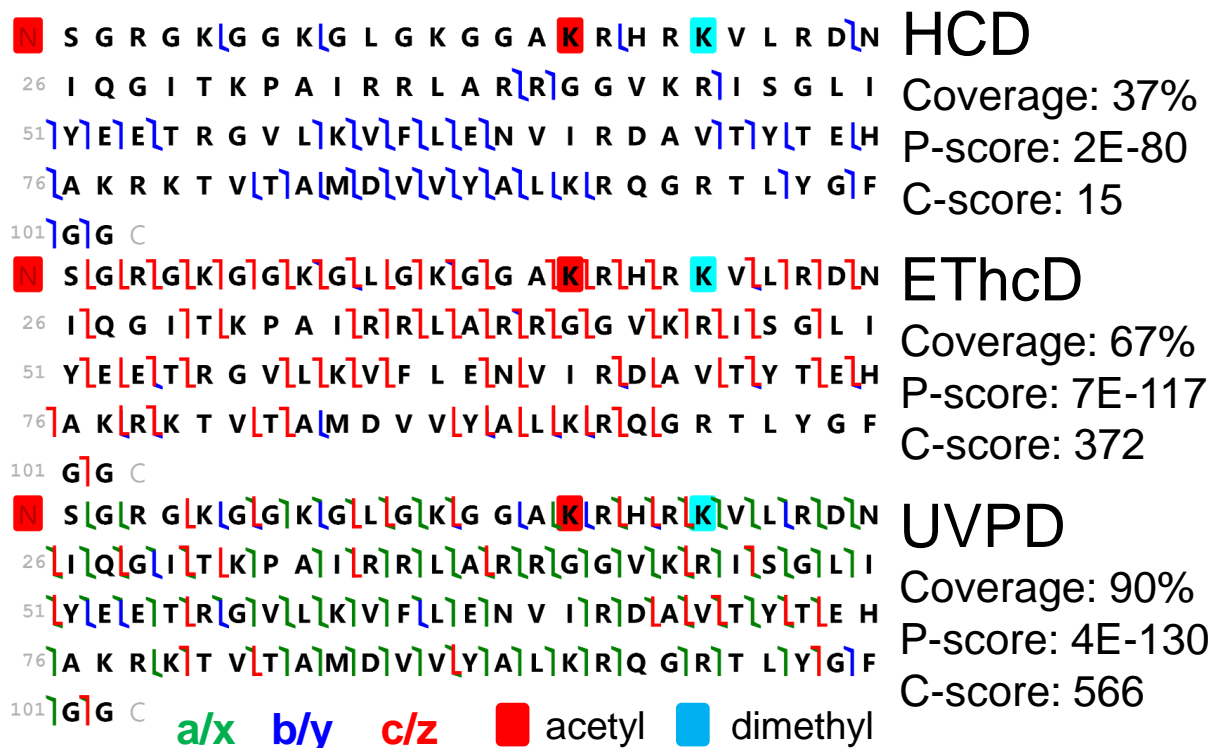 N S G R G K G G K G L G K G G A K R H R K V L R D N
26 I Q G I T K P A I R R L A R R G G V K R I S G L I
51 Y E E T R G V L K V F L E N V I R D A V T Y T E H
76 A K R K T V T A M D V V Y A L K R Q G R T L Y G F
101 G G C
HCD
Coverage: 37%
P-score: 2E-80
C-score: 15
N S G R G K G G K G L G K G G A K R H R K V L R D N
26 I Q G I T K P A I R R L A R R G G V K R I S G L I
51 Y E E T R G V L K V F L E N V I R D A V T Y T E H
76 A K R K T V T A M D V V Y A L K R Q G R T L Y G F
101 G G C
EThcD
Coverage: 67%
P-score: 7E-117
C-score: 372
N S G R G K G G K G L G K G G A K R H R K V L R D N
26 I Q G I T K P A I R R L A R R G G V K R I S G L I
51 Y E E T R G V L K V F L E N V I R D A V T Y T E H
76 A K R K T V T A M D V V Y A L K R Q G R T L Y G F
101 G G C
UVPD
Coverage: 90%
P-score: 4E-130
C-score: 566
a/x b/y c/z acetyl dimethyl